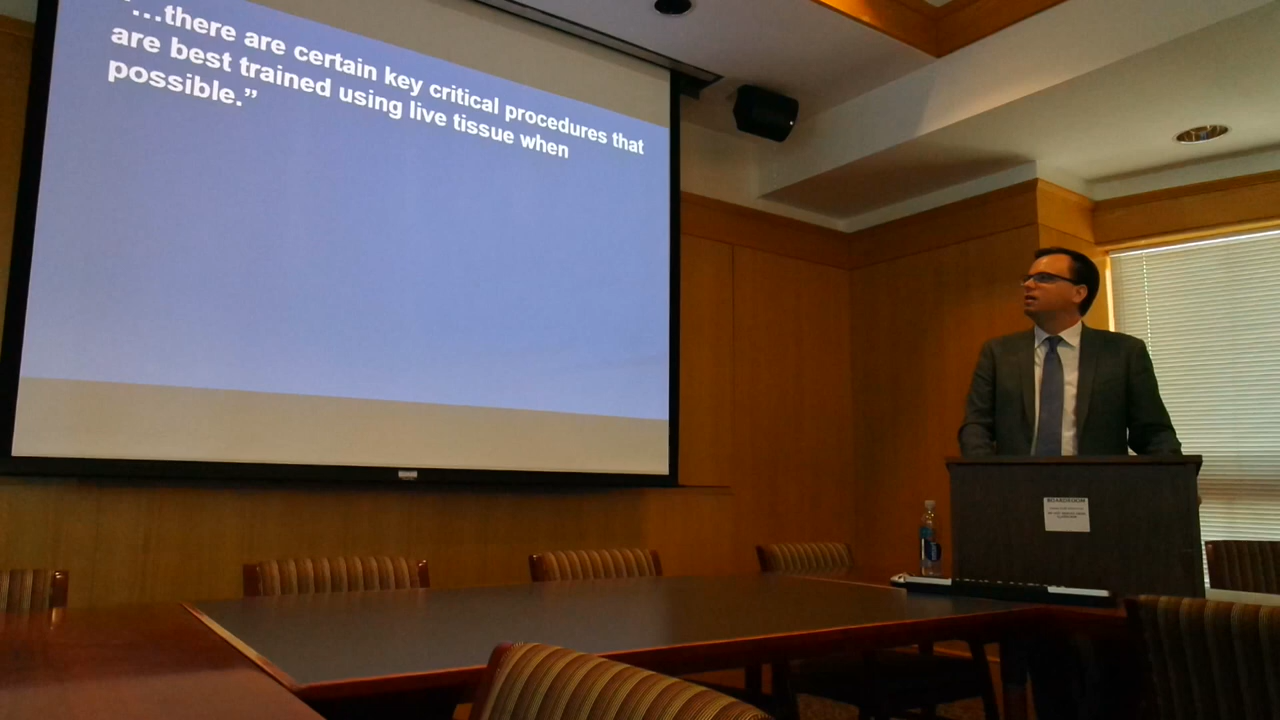 “…there are certain key critical procedures that
are best trained using live tissue when
possible.”
BOARDROOM